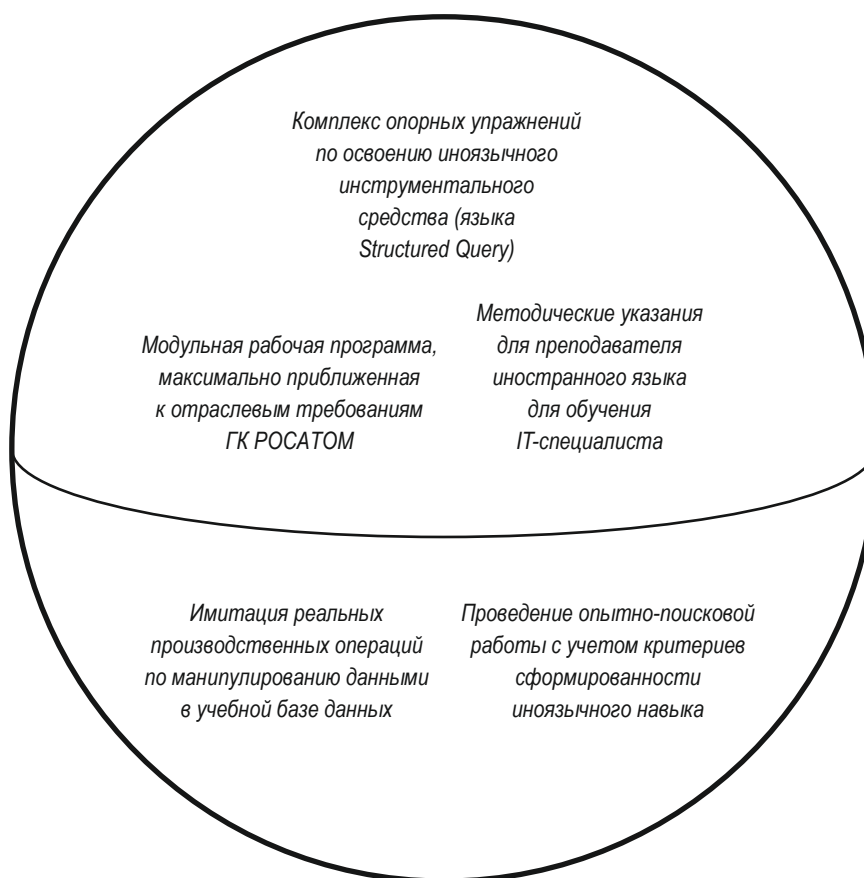 Комплекс опорных упражнений
по освоению иноязычного
инструментального
средства (языка
Structured Query)
Модульная рабочая программа,
максимально приближенная
к отраслевым требованиям
ГК РОСАТОМ
Методические указания
для преподавателя
иностранного языка
для обучения
IT-специалиста
Имитация реальных
производственных операций
по манипулированию данными
в учебной базе данных
Проведение опытно-поисковой
работы с учетом критериев
сформированности
иноязычного навыка